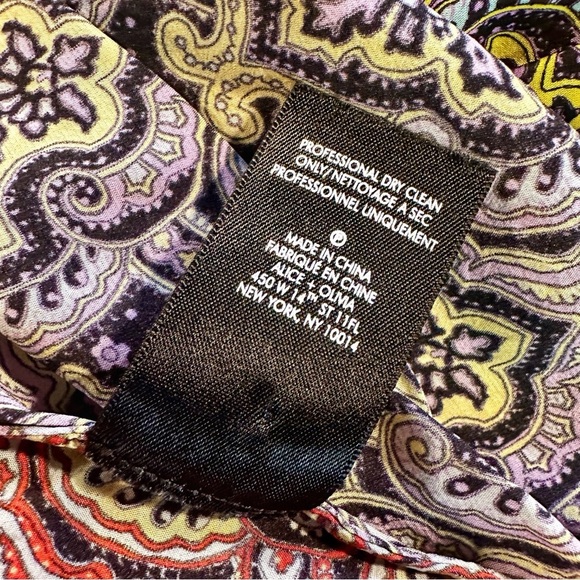 PROFESSIONAL DRY CLEAN
ONLY/NETTOYAGE A SEC
PROFESSIONNEL UNIQUEMENT
P
MADE IN CHINA
FABRIQUÉ EN CHINE
ALICE + OLIVIA
450 W 14TH ST 11FL
NEW YORK, NY 10014